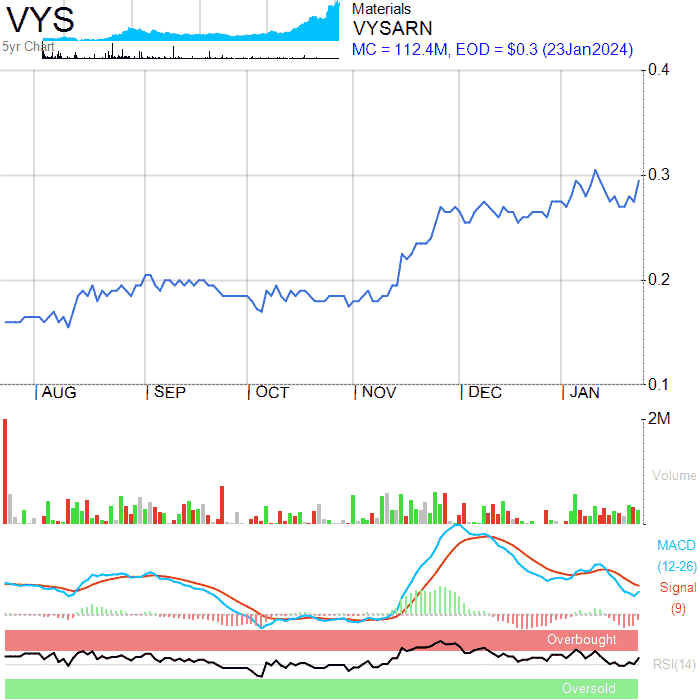 VYS
5yr Chart
Materials
VYSARN
MC = 112.4M, EOD = $0.3 (23Jan2024)
0.4
0.3
0.2
0.1
AUG SEP OCT NOV DEC JAN
2M
Volume
MACD
(12-26)
Signal
(9)
Overbought
RSI(14)
Oversold